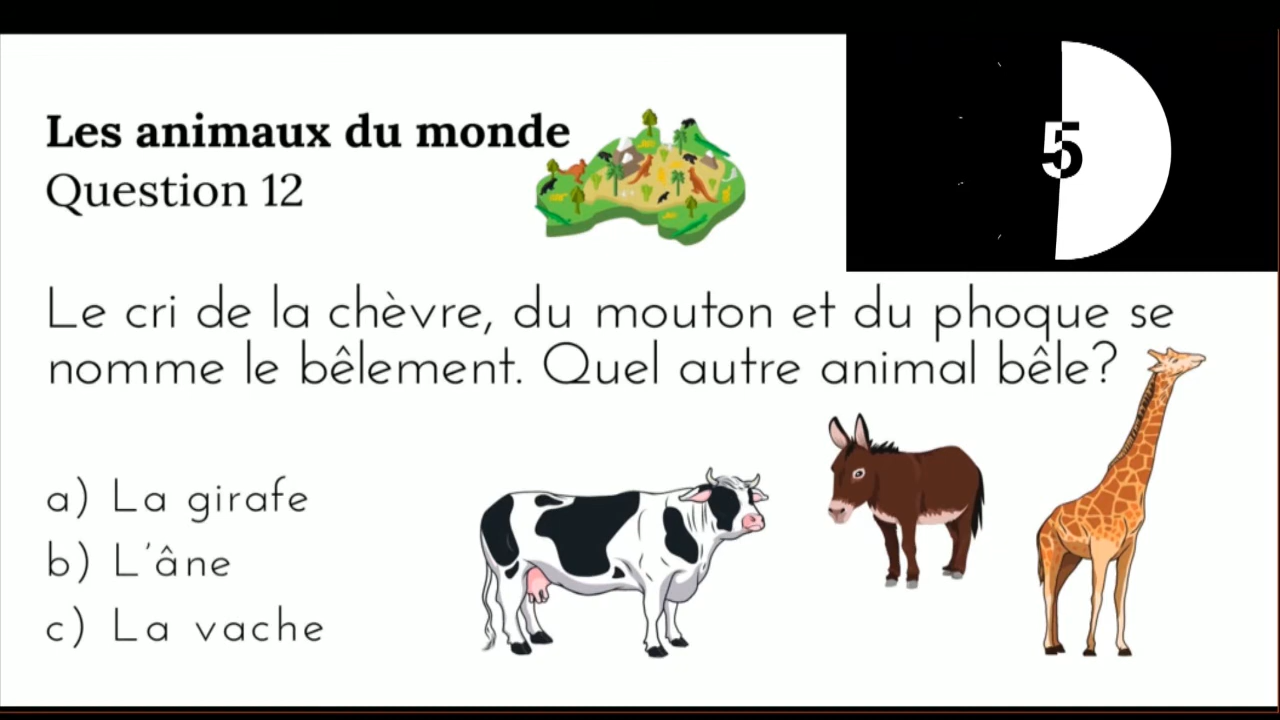 Les animaux du monde
Question 12
5
Le cri de la chèvre, du mouton et du phoque se
nomme le bêlement. Quel autre animal bêle?
a) La girafe
b) L'âne
c) La vache